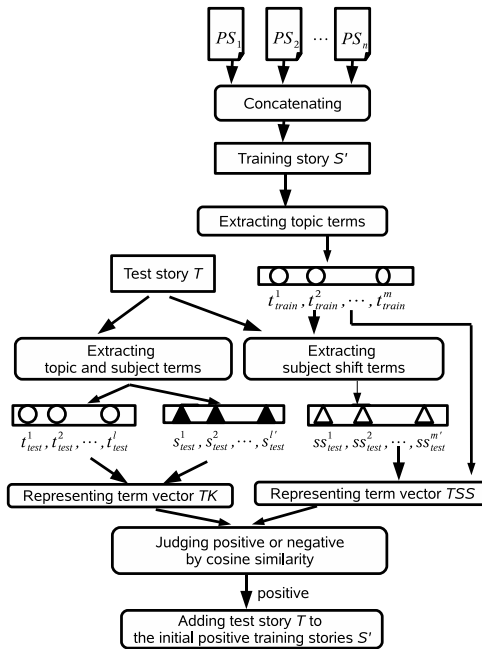 PS₁ PS₂ ⋯ PSₙ
Concatenating
Training story S'
Extracting topic terms
Test story T
t¹train, t²train, ⋯, tᵐtrain
Extracting
topic and subject terms
Extracting
subject shift terms
t¹test, t²test, ⋯, tˡtest
s¹test, s²test, ⋯, sˡ'test
ss¹test, ss²test, ⋯, ssᵐ'test
Representing term vector TK
Representing term vector TSS
Judging positive or negative
by cosine similarity
positive
Adding test story T to
the initial positive training stories S'